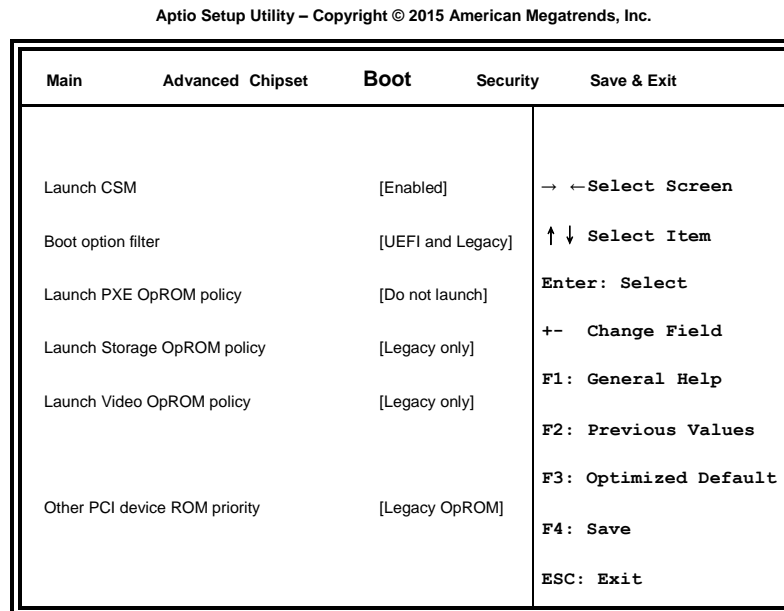 Aptio Setup Utility – Copyright © 2015 American Megatrends, Inc.
Main Advanced Chipset Boot Security Save & Exit
Launch CSM [Enabled]
Boot option filter [UEFI and Legacy]
Launch PXE OpROM policy [Do not launch]
Launch Storage OpROM policy [Legacy only]
Launch Video OpROM policy [Legacy only]
Other PCI device ROM priority [Legacy OpROM]
→ ←Select Screen
↑↓ Select Item
Enter: Select
+- Change Field
F1: General Help
F2: Previous Values
F3: Optimized Default
F4: Save
ESC: Exit